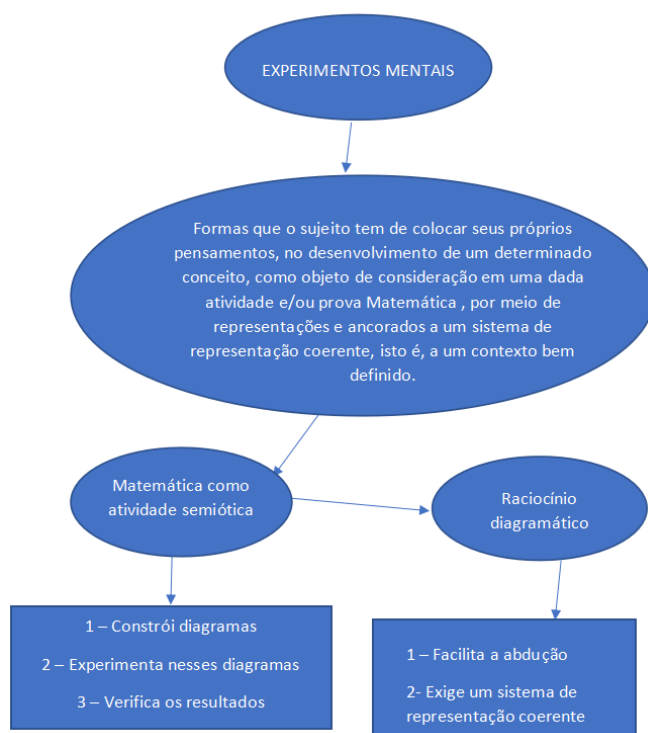 EXPERIMENTOS MENTAIS
Formas que o sujeito tem de colocar seus próprios
pensamentos, no desenvolvimento de um determinado
conceito, como objeto de consideração em uma dada
atividade e/ou prova Matemática , por meio de
representações e ancorados a um sistema de
representação coerente, isto é, a um contexto bem
definido.
Matemática como
atividade semiótica
Raciocínio
diagramático
1 – Constrói diagramas
2 – Experimenta nesses diagramas
3 – Verifica os resultados
1 – Facilita a abdução
2- Exige um sistema de
representação coerente